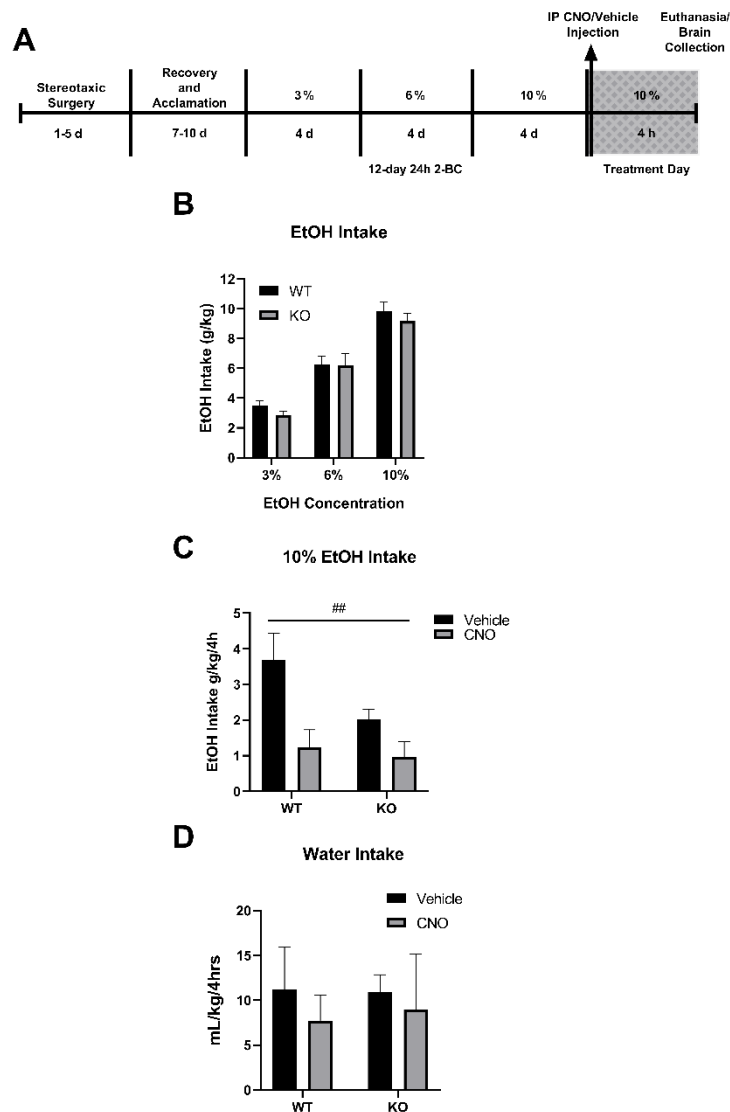 A
IP CNO/Vehicle
Injection
Euthanasia/
Brain
Collection
Stereotaxic
Surgery
Recovery
and
Acclamation
3 %
6 %
10 %
10 %
1-5 d
7-10 d
4 d
4 d
4 d
4 h
12-day 24h 2-BC
Treatment Day
B
EtOH Intake
WT
KO
EtOH Intake (g/kg)
12
10
8
6
4
2
0
3%
6%
10%
EtOH Concentration
C
10% EtOH Intake
##
Vehicle
CNO
EtOH Intake g/kg/4h
5
4
3
2
1
0
WT
KO
D
Water Intake
Vehicle
CNO
mL/kg/4hrs
20
15
10
5
0
WT
KO